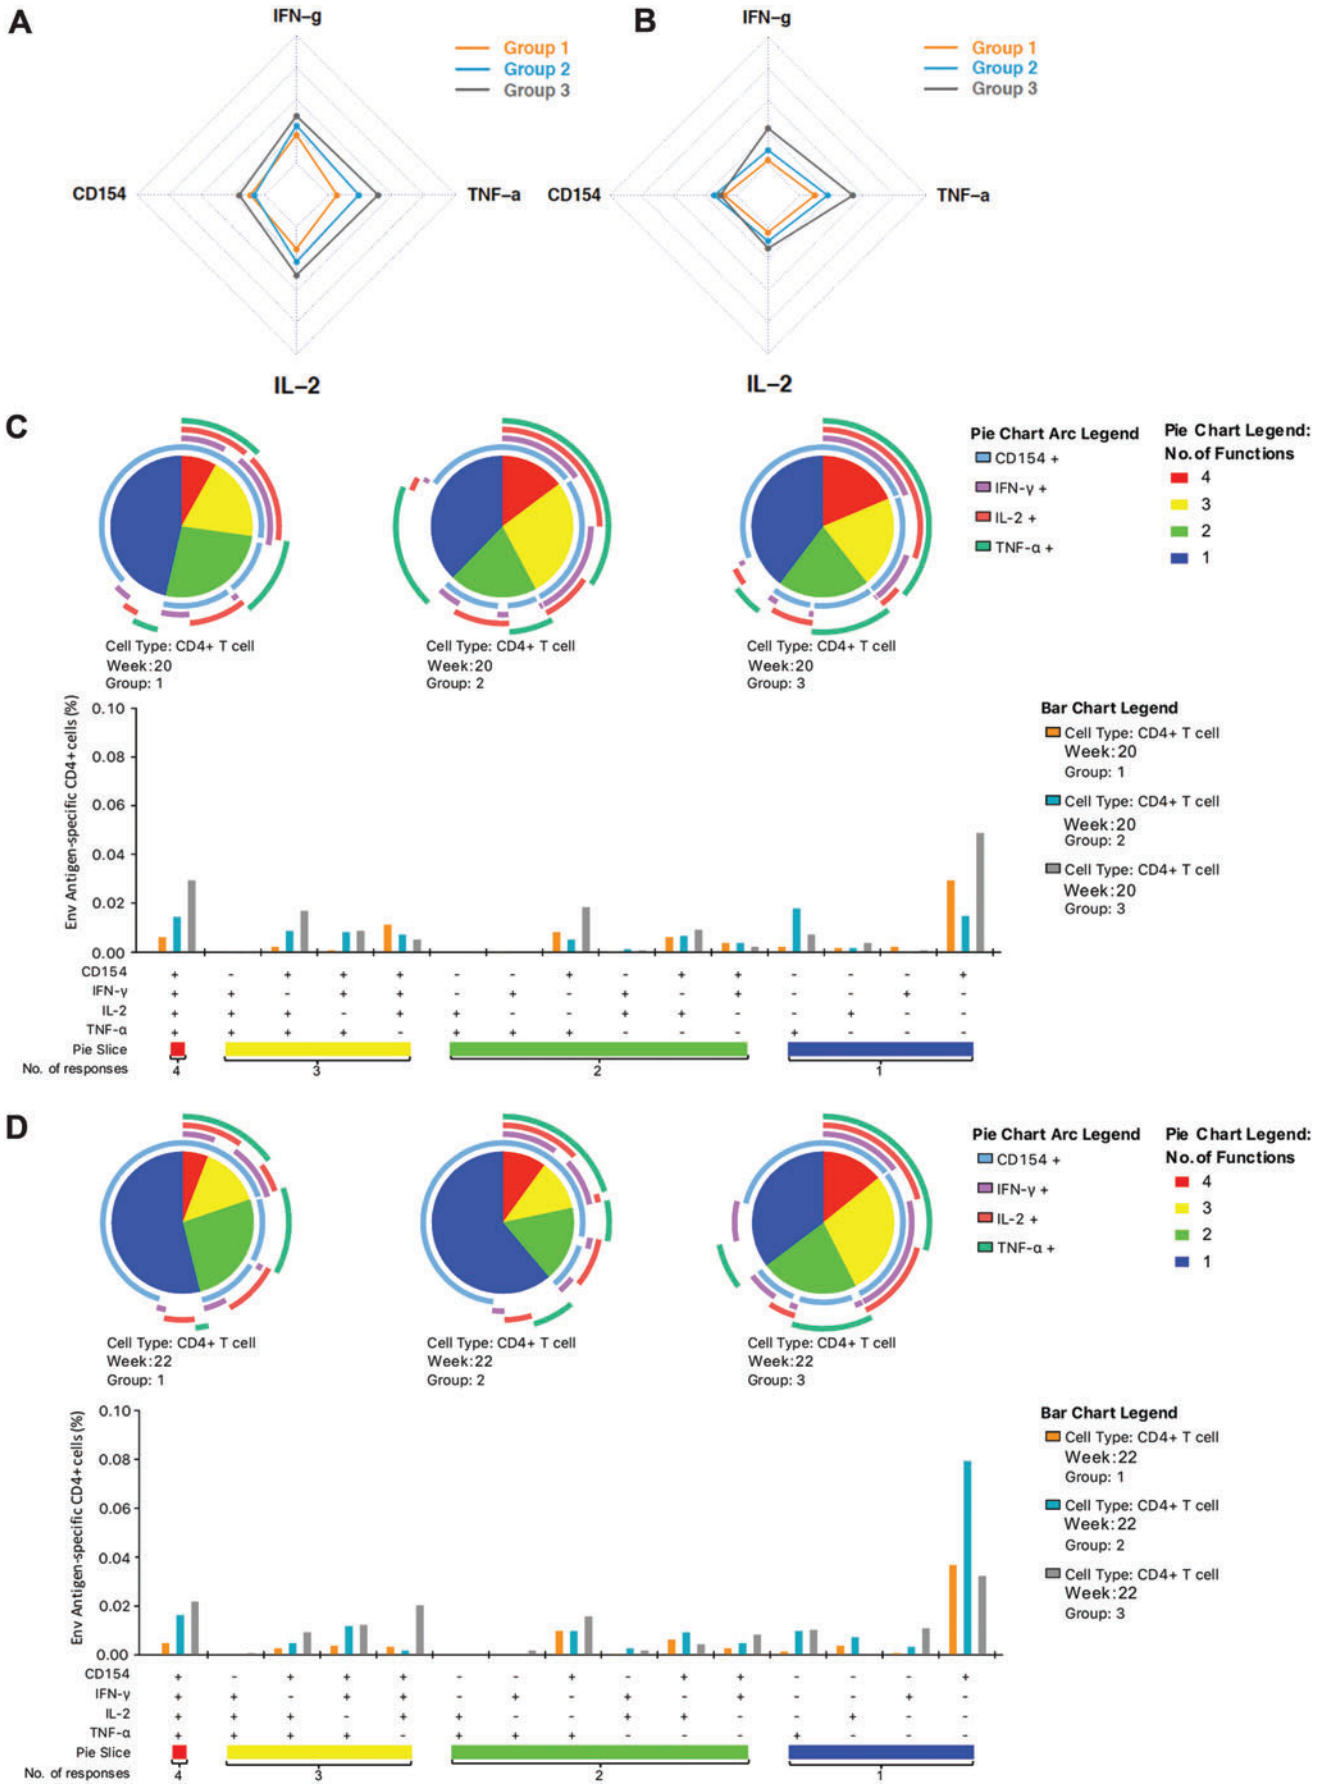 A
IFN–g
Group 1
Group 2
Group 3
CD154
TNF–a
IL–2
B
IFN–g
Group 1
Group 2
Group 3
CD154
TNF–a
IL–2
C
Pie Chart Arc Legend
CD154 +
IFN-γ +
IL-2 +
TNF-α +
Pie Chart Legend:
No. of Functions
4
3
2
1
Cell Type: CD4+ T cell
Week:20
Group: 1
Cell Type: CD4+ T cell
Week:20
Group: 2
Cell Type: CD4+ T cell
Week:20
Group: 3
Env Antigen-specific CD4+ cells (%)
0.10
0.08
0.06
0.04
0.02
0.00
Bar Chart Legend
Cell Type: CD4+ T cell
Week:20
Group: 1
Cell Type: CD4+ T cell
Week:20
Group: 2
Cell Type: CD4+ T cell
Week:20
Group: 3
CD154 + - + + + - - + - + + - - - +
IFN-γ + + - + + - + - + - + - - + -
IL-2 + + + - + + - - + + - - + - -
TNF-α + + + + - + + + - - - + - - -
Pie Slice
No. of responses 4 3 2 1
D
Pie Chart Arc Legend
CD154 +
IFN-γ +
IL-2 +
TNF-α +
Pie Chart Legend:
No. of Functions
4
3
2
1
Cell Type: CD4+ T cell
Week:22
Group: 1
Cell Type: CD4+ T cell
Week:22
Group: 2
Cell Type: CD4+ T cell
Week:22
Group: 3
Env Antigen-specific CD4+ cells (%)
0.10
0.08
0.06
0.04
0.02
0.00
Bar Chart Legend
Cell Type: CD4+ T cell
Week:22
Group: 1
Cell Type: CD4+ T cell
Week:22
Group: 2
Cell Type: CD4+ T cell
Week:22
Group: 3
CD154 + - + + + - - + - + + - - - +
IFN-γ + + - + + - + - + - + - - + -
IL-2 + + + - + + - - + + - - + - -
TNF-α + + + + - + + + - - - + - - -
Pie Slice
No. of responses 4 3 2 1